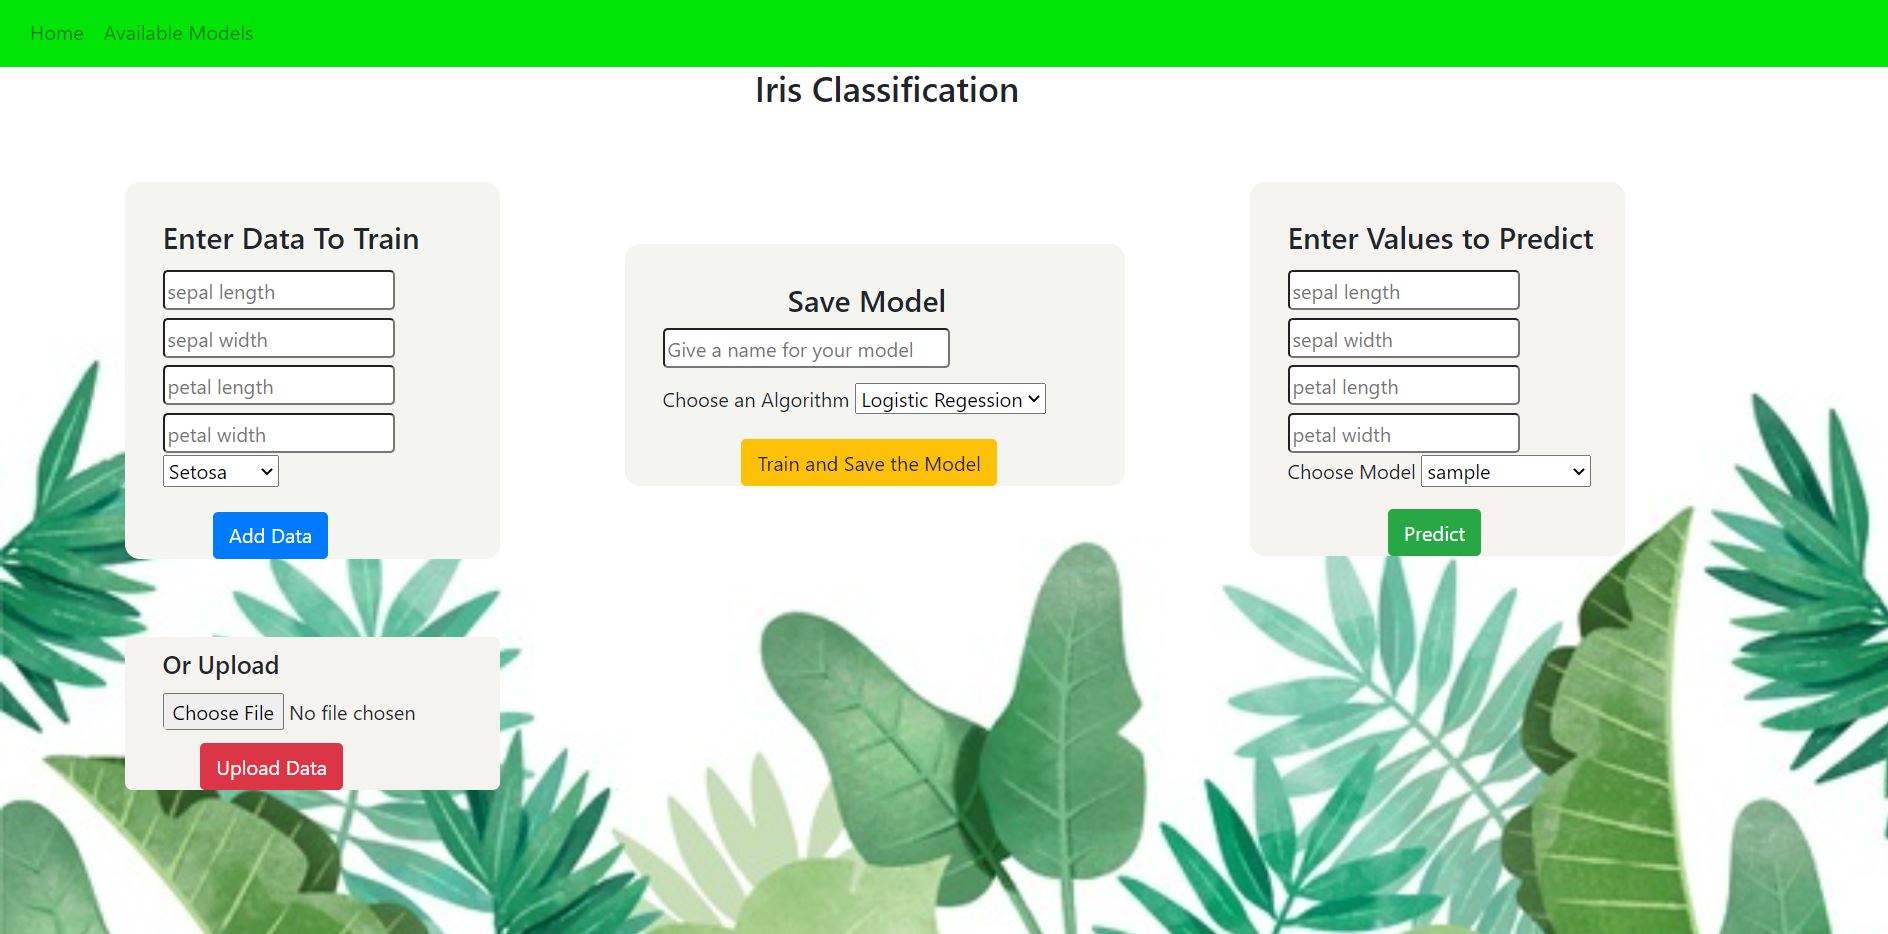 Home Available Models
Iris Classification
Enter Data To Train
sepal length
sepal width
petal length
petal width
Setosa
Add Data
Or Upload
Choose File No file chosen
Upload Data
Save Model
Give a name for your model
Choose an Algorithm Logistic Regession
Train and Save the Model
Enter Values to Predict
sepal length
sepal width
petal length
petal width
Choose Model sample
Predict